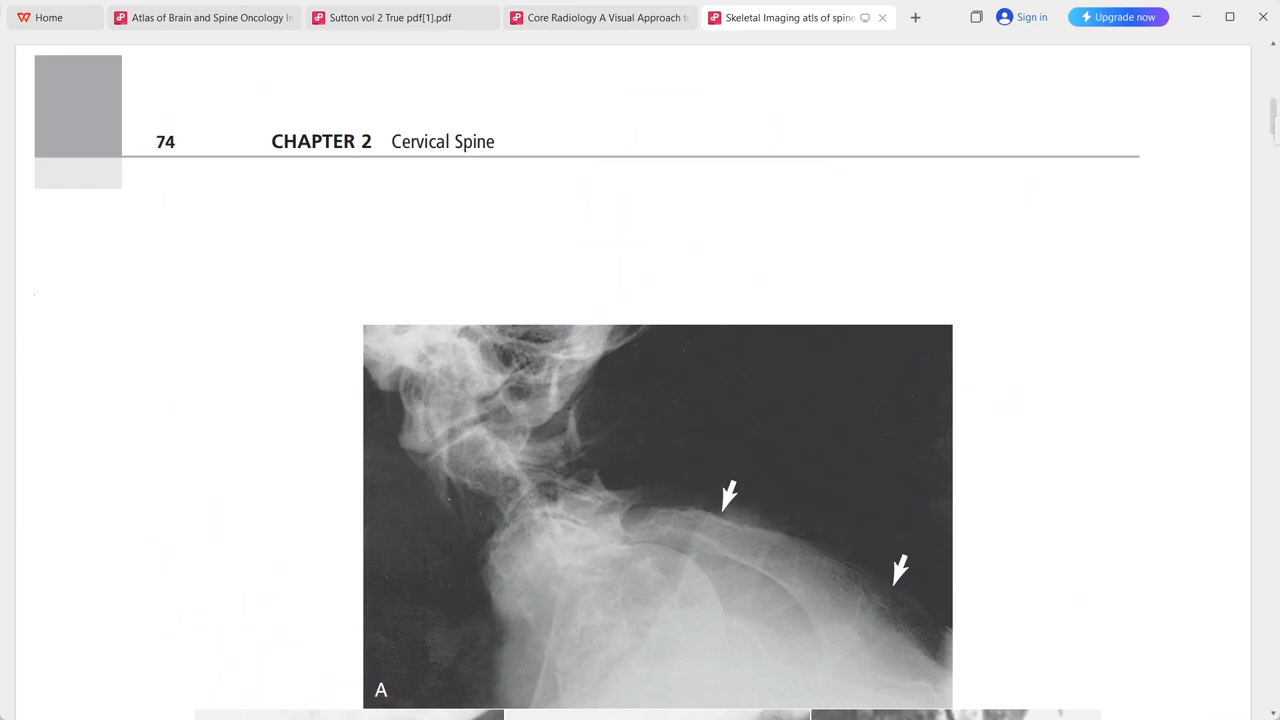 Home
Atlas of Brain and Spine Oncology I
Sutton vol 2 True pdf[1].pdf
Core Radiology A Visual Approach t
Skeletal Imaging atls of spine
Sign in
Upgrade now
74 CHAPTER 2 Cervical Spine
A